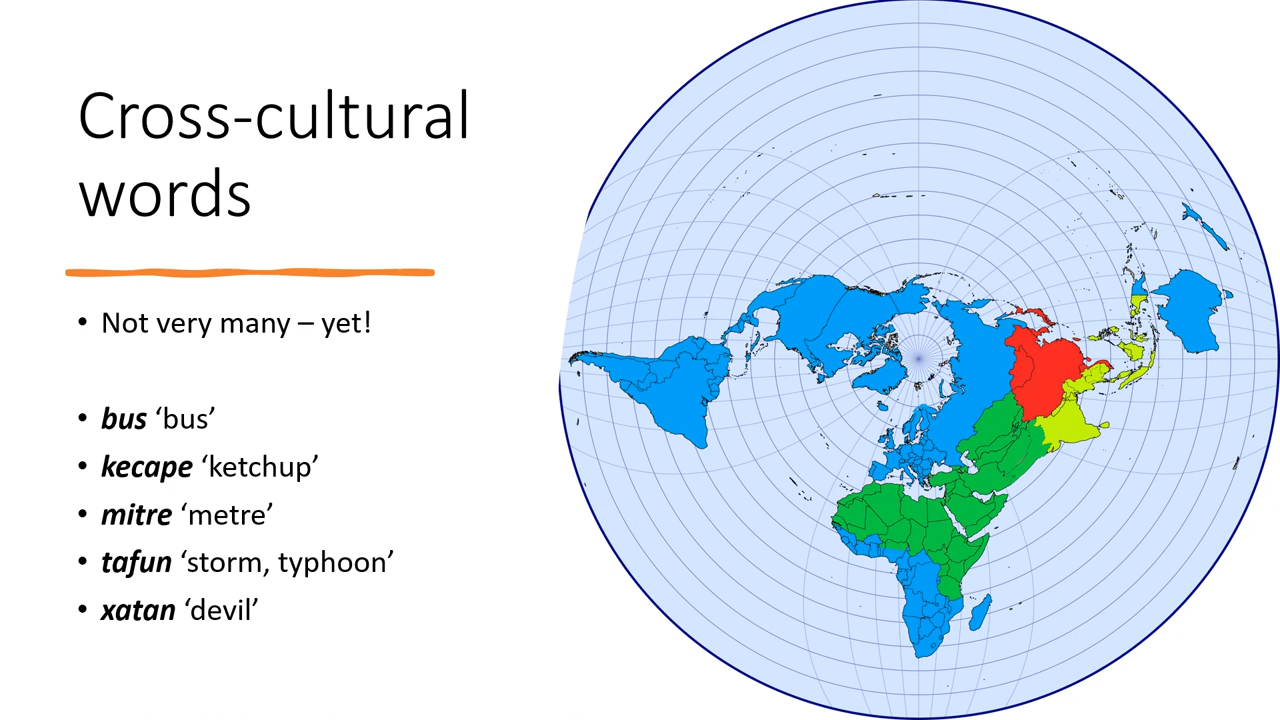 Cross-cultural
words
• Not very many – yet!
• bus ‘bus’
• kecape ‘ketchup’
• mitre ‘metre’
• tafun ‘storm, typhoon’
• xatan ‘devil’